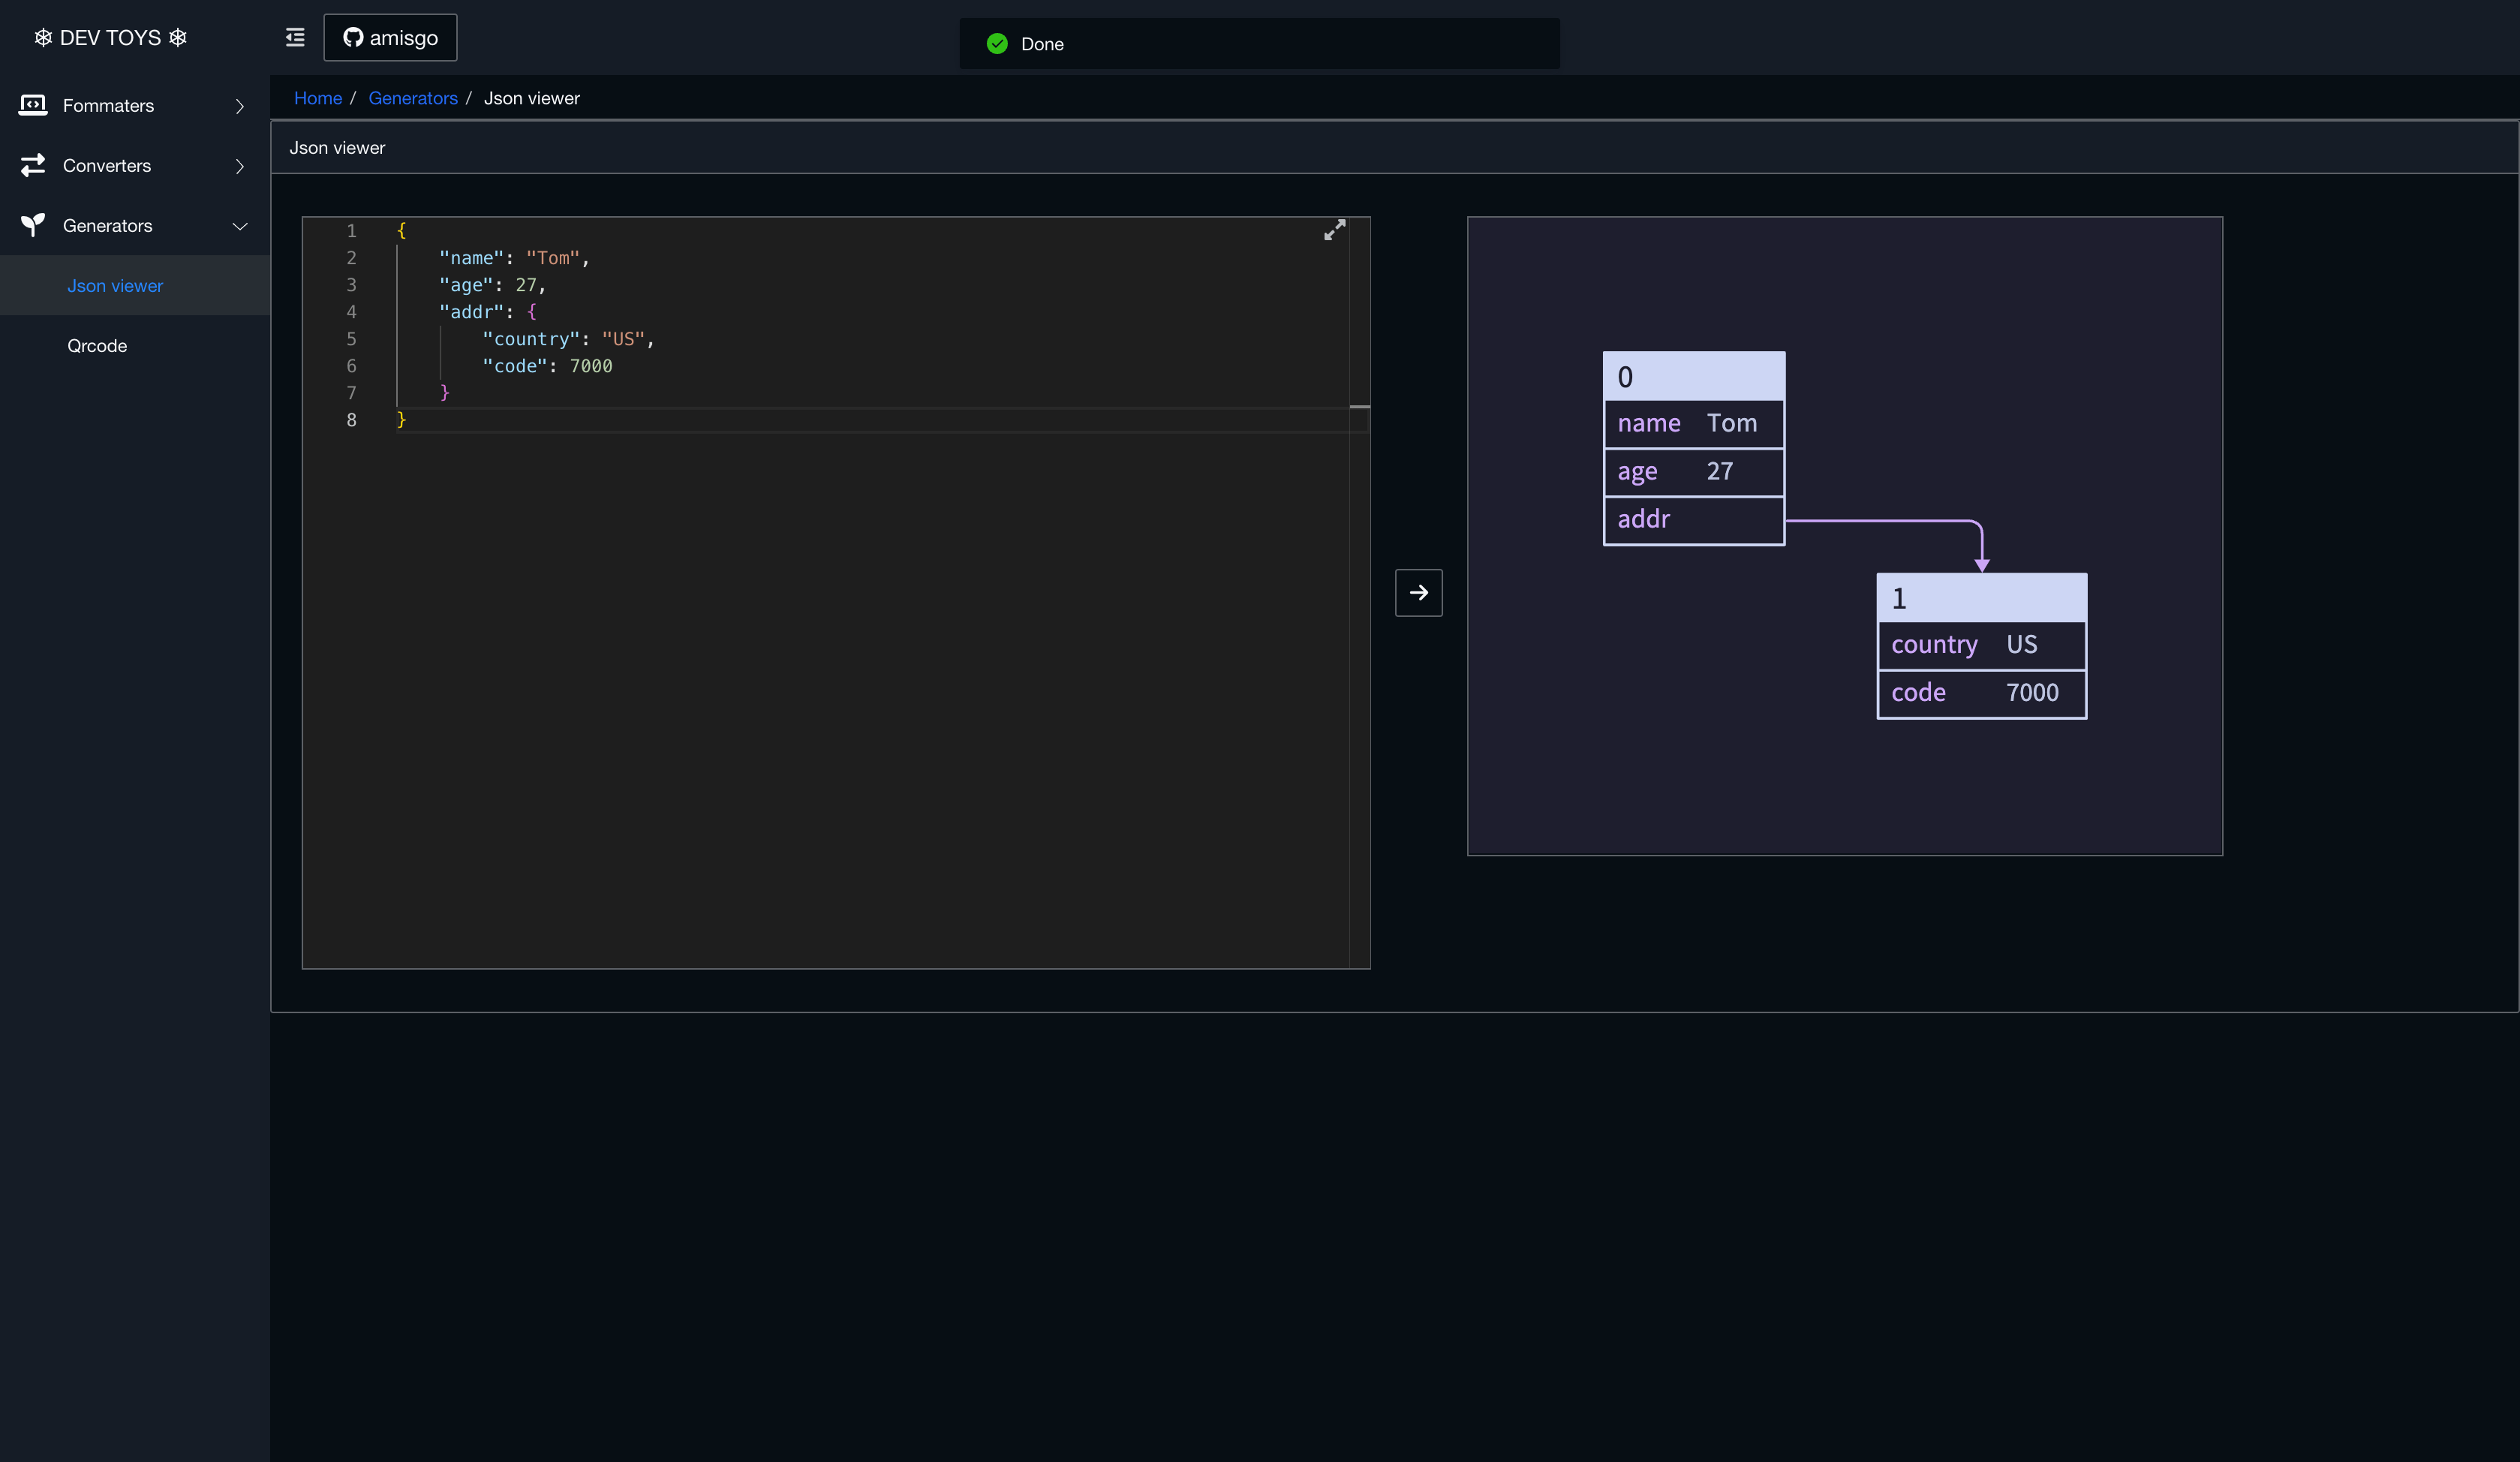 DEV TOYS
amisgo
Done
Fommaters
Converters
Generators
Json viewer
Qrcode
Home / Generators / Json viewer
Json viewer
1 {
2 "name": "Tom",
3 "age": 27,
4 "addr": {
5 "country": "US",
6 "code": 7000
7 }
8 }
0
name Tom
age 27
addr
1
country US
code 7000